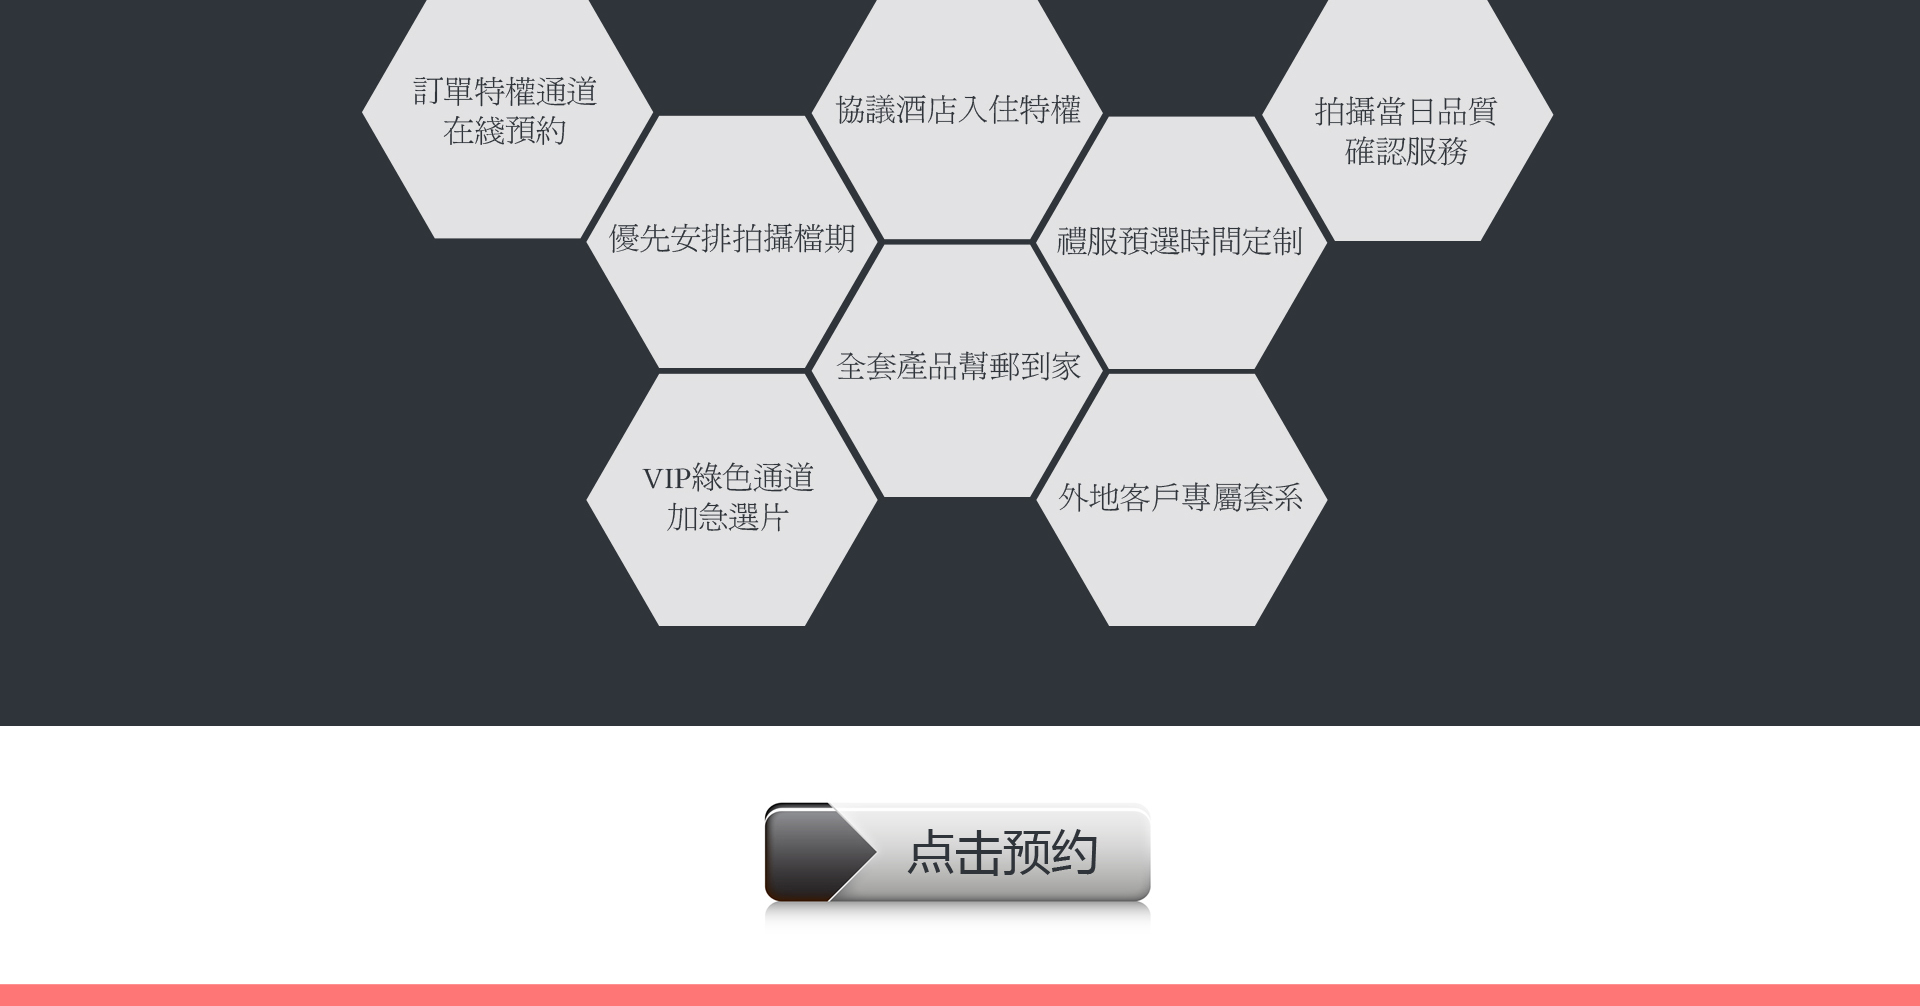 訂單特權通道
在綫預約
協議酒店入住特權
拍攝當日品質
確認服務
優先安排拍攝檔期
禮服預選時間定制
全套產品幫郵到家
VIP綠色通道
加急選片
外地客戶專屬套系
点击预约